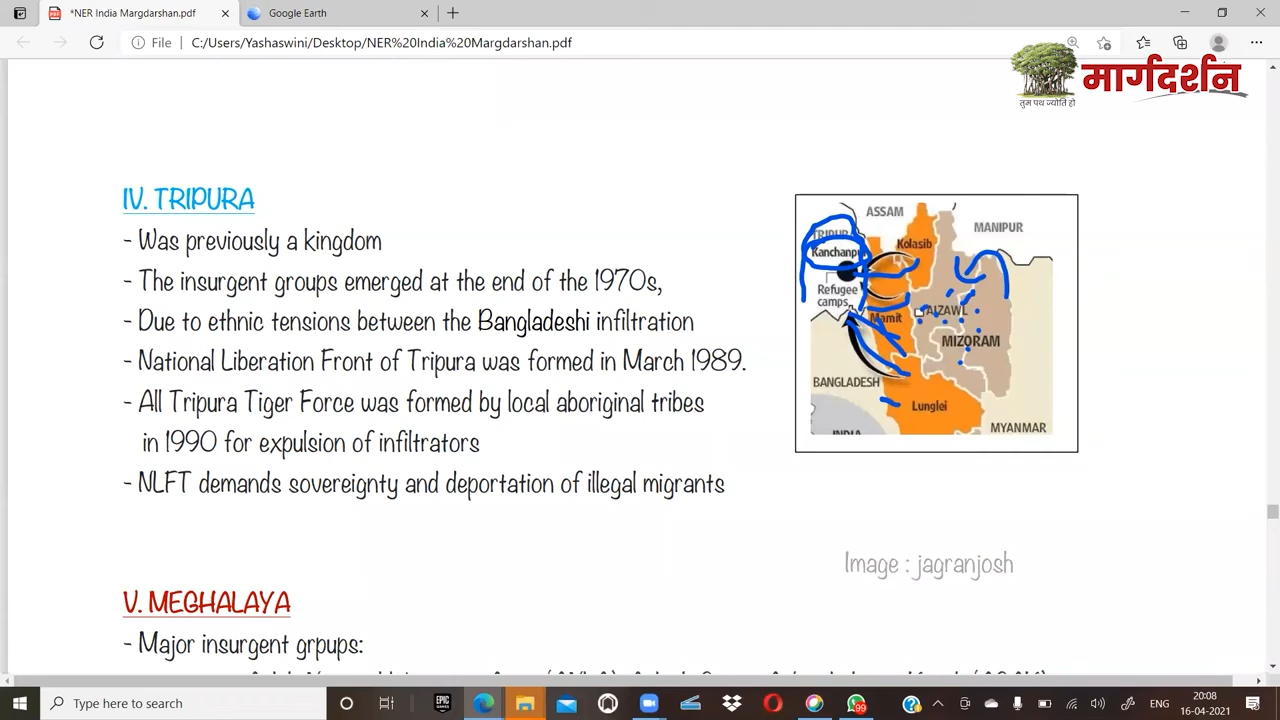 *NER India Margdarshan.pdf
Google Earth
File
C:/Users/Yashaswini/Desktop/NER%20India%20Margdarshan.pdf
मार्गदर्शन
तुम पथ ज्योति हो
IV. TRIPURA
- Was previously a kingdom
- The insurgent groups emerged at the end of the 1970s,
- Due to ethnic tensions between the Bangladeshi infiltration
- National Liberation Front of Tripura was formed in March 1989.
- All Tripura Tiger Force was formed by local aboriginal tribes
in 1990 for expulsion of infiltrators
- NLFT demands sovereignty and deportation of illegal migrants
ASSAM
TRIPURA
MANIPUR
Kolasib
Kanchanpur
Refugee
camps
Mamit
AIZAWL
MIZORAM
BANGLADESH
Lunglei
MYANMAR
INDIA
Image : jagranjosh
V. MEGHALAYA
- Major insurgent grpups:
Type here to search
EPIC
GAMES
99
ENG
20:08
16-04-2021